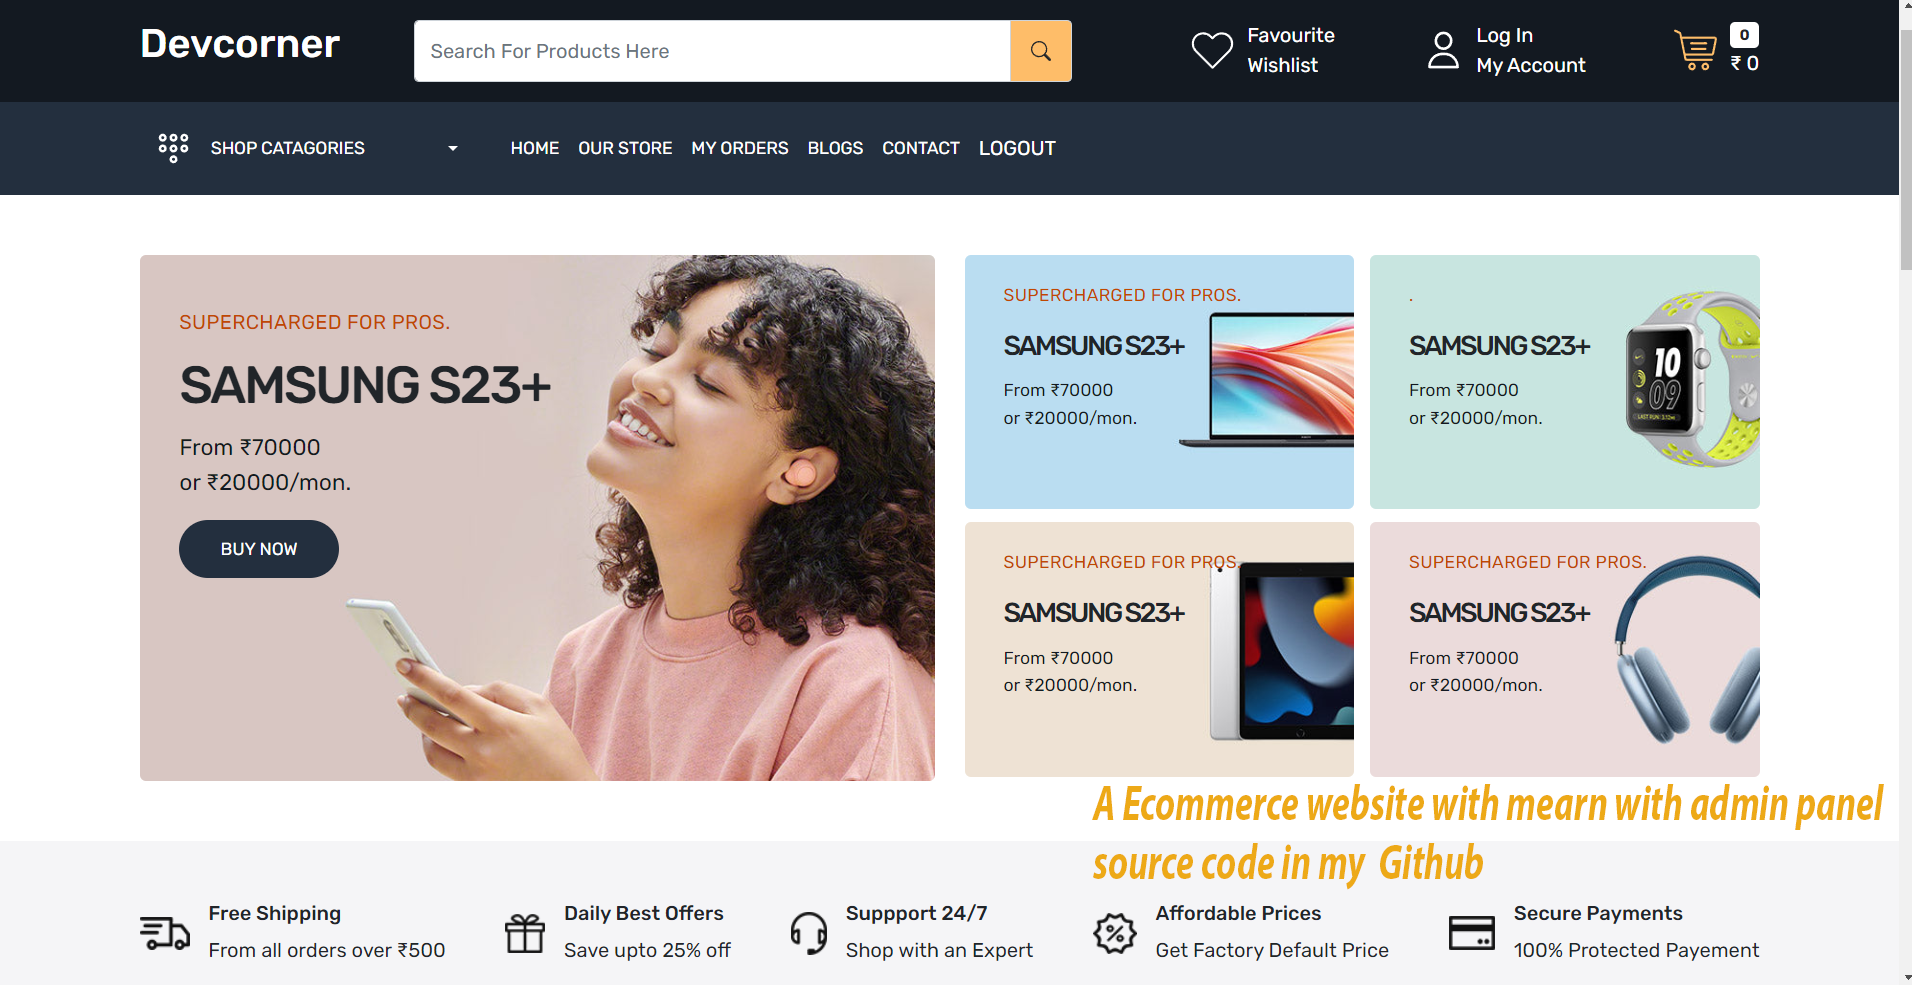 Devcorner
Search For Products Here
Favourite
Wishlist
Log In
My Account
0
₹ 0
SHOP CATAGORIES
HOME OUR STORE MY ORDERS BLOGS CONTACT LOGOUT
SUPERCHARGED FOR PROS.
SAMSUNG S23+
From ₹70000
or ₹20000/mon.
BUY NOW
SUPERCHARGED FOR PROS.
SAMSUNG S23+
From ₹70000
or ₹20000/mon.
.
SAMSUNG S23+
From ₹70000
or ₹20000/mon.
10
09
SUPERCHARGED FOR PROS.
SAMSUNG S23+
From ₹70000
or ₹20000/mon.
SUPERCHARGED FOR PROS.
SAMSUNG S23+
From ₹70000
or ₹20000/mon.
A Ecommerce website with mearn with admin panel
source code in my Github
Free Shipping
From all orders over ₹500
Daily Best Offers
Save upto 25% off
Suppport 24/7
Shop with an Expert
Affordable Prices
Get Factory Default Price
Secure Payments
100% Protected Payement